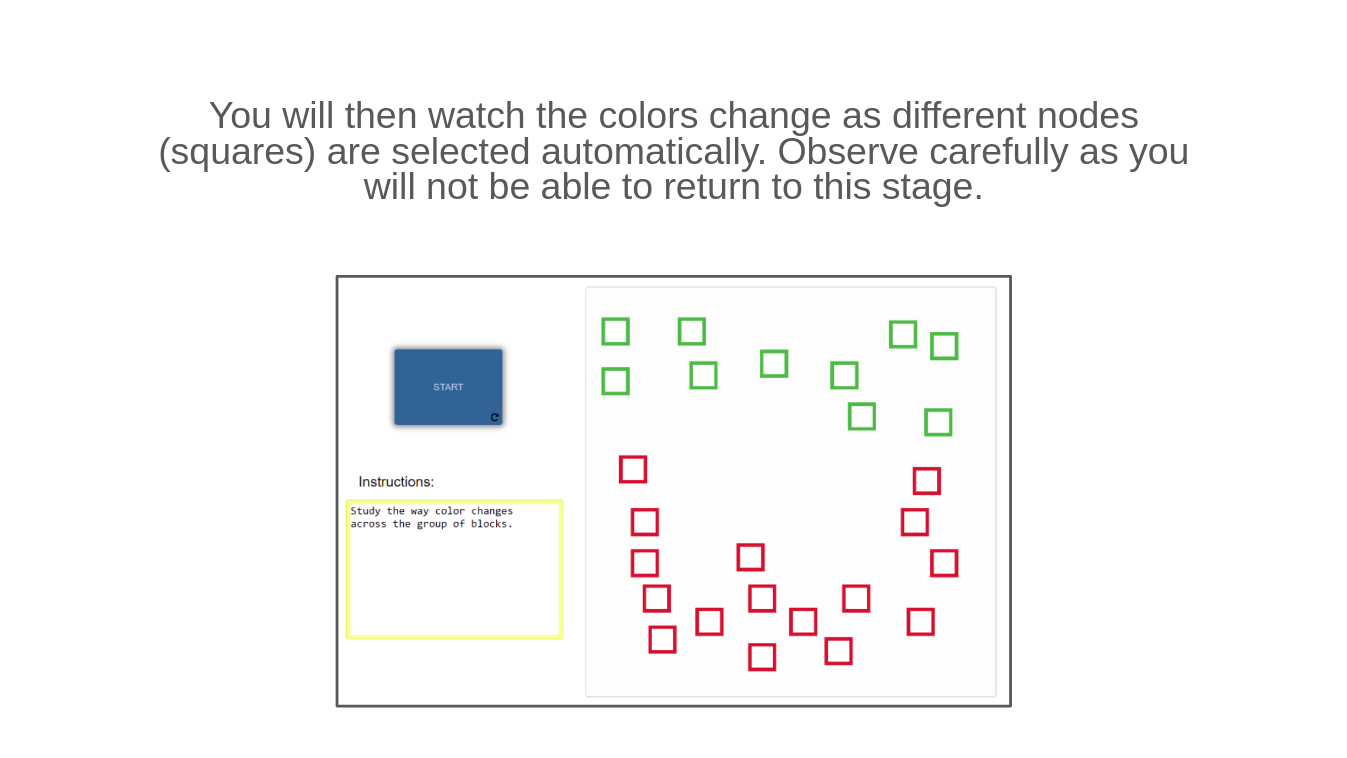 You will then watch the colors change as different nodes
(squares) are selected automatically. Observe carefully as you
will not be able to return to this stage.
START
Instructions:
Study the way color changes
across the group of blocks.